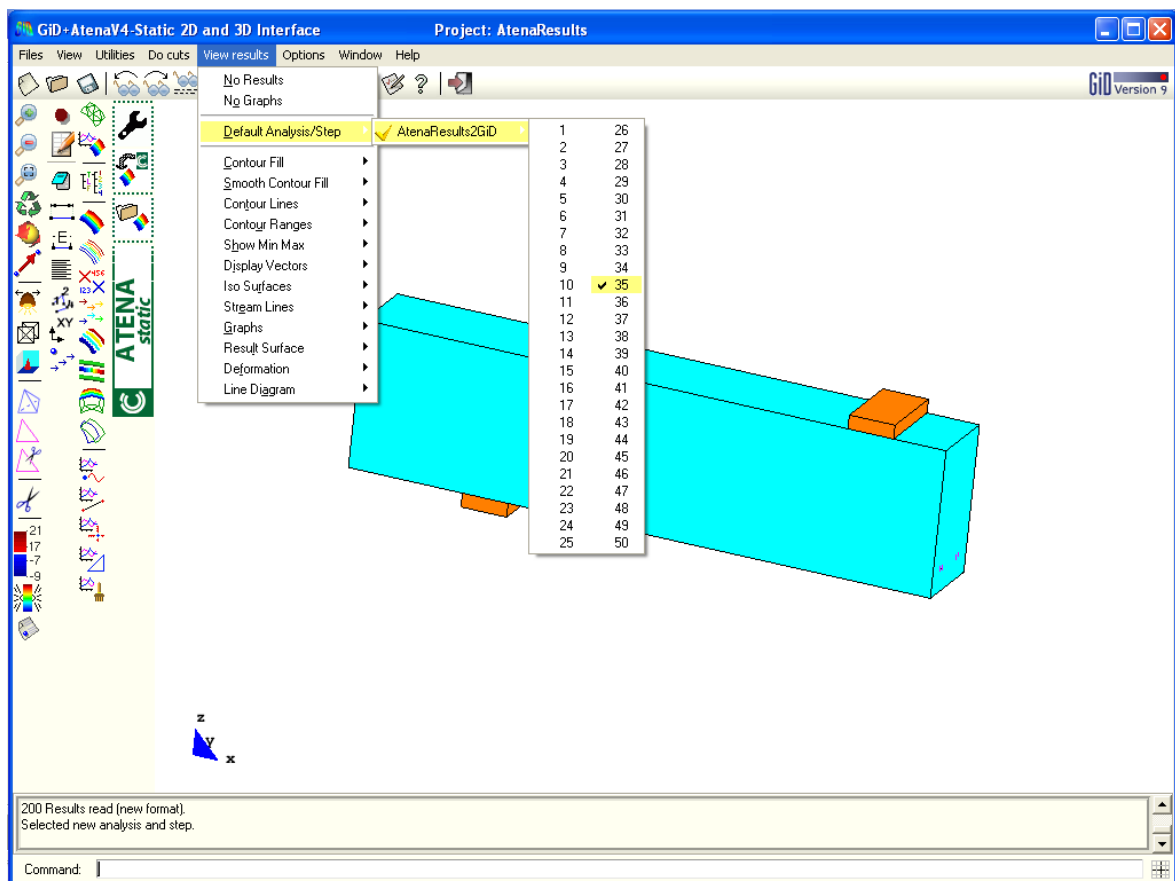 GiD+AtenaV4-Static 2D and 3D Interface Project: AtenaResults
Files View Utilities Do cuts View results Options Window Help
GiD Version 9
No Results
No Graphs
Default Analysis/Step
Contour Fill
Smooth Contour Fill
Contour Lines
Contour Ranges
Show Min Max
Display Vectors
Iso Surfaces
Stream Lines
Graphs
Result Surface
Deformation
Line Diagram
AtenaResults2GiD
1 26
2 27
3 28
4 29
5 30
6 31
7 32
8 33
9 34
10 35
11 36
12 37
13 38
14 39
15 40
16 41
17 42
18 43
19 44
20 45
21 46
22 47
23 48
24 49
25 50
ATENA
static
E
XY
456
123
21
17
-7
-9
z
Y
x
200 Results read (new format).
Selected new analysis and step.
Command: